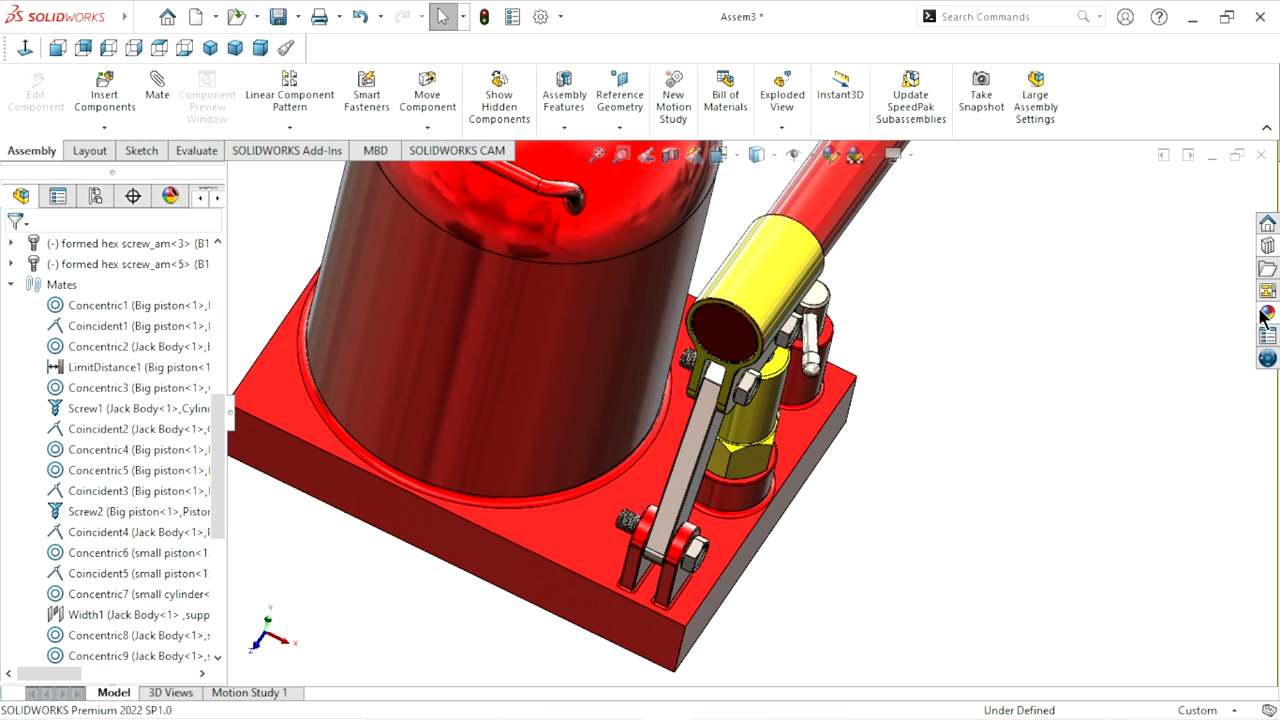 SOLIDWORKS
Assem3 *
Search Commands
Edit
Component
Insert
Components
Mate
Component
Preview
Window
Linear Component
Pattern
Smart
Fasteners
Move
Component
Show
Hidden
Components
Assembly
Features
Reference
Geometry
New
Motion
Study
Bill of
Materials
Exploded
View
Instant3D
Update
SpeedPak
Subassemblies
Take
Snapshot
Large
Assembly
Settings
Assembly
Layout
Sketch
Evaluate
SOLIDWORKS Add-Ins
MBD
SOLIDWORKS CAM
(-) formed hex screw_am<3> (B1
(-) formed hex screw_am<5> (B1
Mates
Concentric1 (Big piston<1>,
Coincident1 (Big piston<1>,
Concentric2 (Jack Body<1>,
LimitDistance1 (Big piston<1
Concentric3 (Big piston<1>,
Screw1 (Jack Body<1>,Cylin
Coincident2 (Jack Body<1>,
Concentric4 (Big piston<1>,
Concentric5 (Big piston<1>,
Coincident3 (Big piston<1>,
Screw2 (Big piston<1>,Pisto
Coincident4 (Jack Body<1>,
Concentric6 (small piston<1
Coincident5 (small piston<1
Concentric7 (small cylinder<
Width1 (Jack Body<1> ,supp
Concentric8 (Jack Body<1>,
Concentric9 (Jack Body<1>,
Y
X
Z
Model
3D Views
Motion Study 1
SOLIDWORKS Premium 2022 SP1.0
Under Defined
Custom